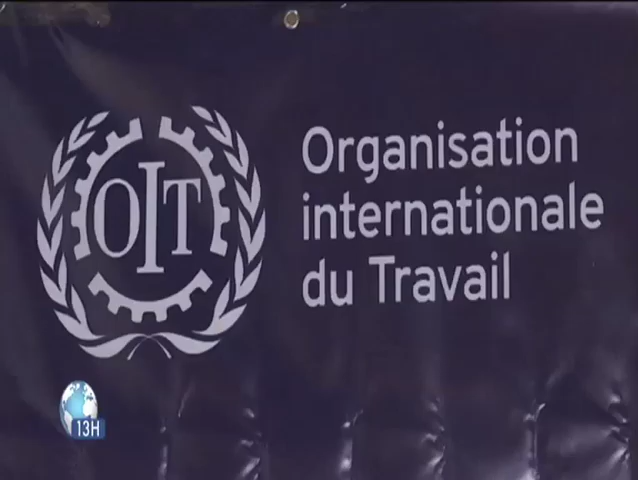 OIT
Organisation
internationale
du Travail
13H